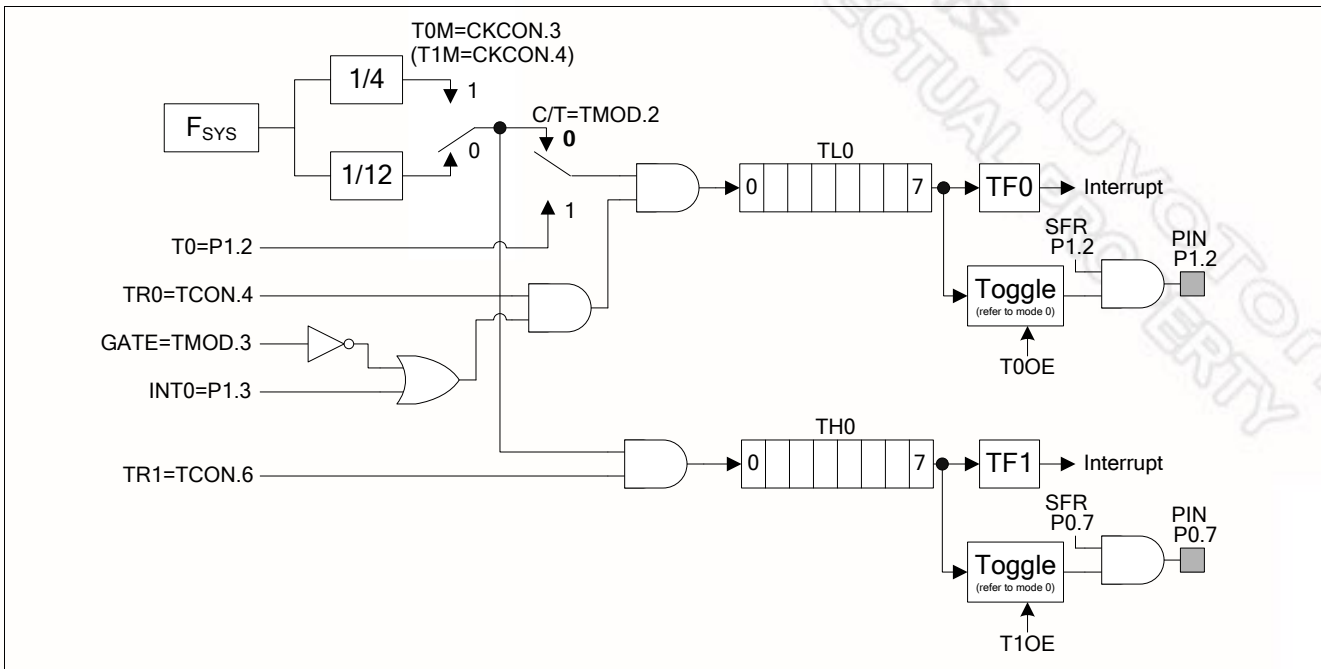 T0M=CKCON.3
(T1M=CKCON.4)
1/4
1
FSYS
C/T=TMOD.2
0
0
1/12
1
T0=P1.2
TR0=TCON.4
GATE=TMOD.3
INT0=P1.3
TR1=TCON.6
TL0
0
7
TF0
Interrupt
SFR
P1.2
PIN
P1.2
Toggle
(refer to mode 0)
T0OE
TH0
0
7
TF1
Interrupt
SFR
P0.7
PIN
P0.7
Toggle
(refer to mode 0)
T1OE
nuvoton
PROPERTY